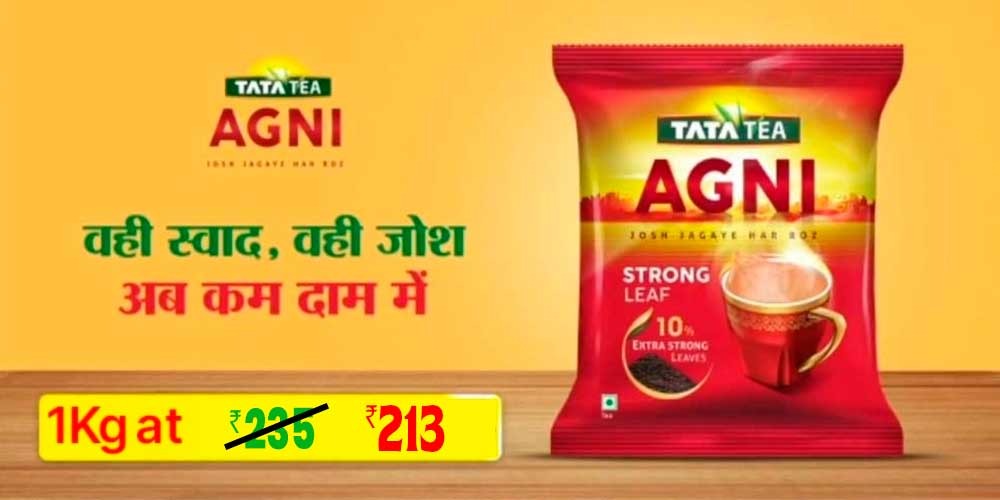 TATA TEA
AGNI
JOSH JAGAYE HAR ROZ
वही स्वाद, वही जोश
अब कम दाम में
1Kg at ₹235 ₹213
TATA TEA
AGNI
JOSH JAGAYE HAR ROZ
STRONG
LEAF
10%
EXTRA STRONG
LEAVES
Tea